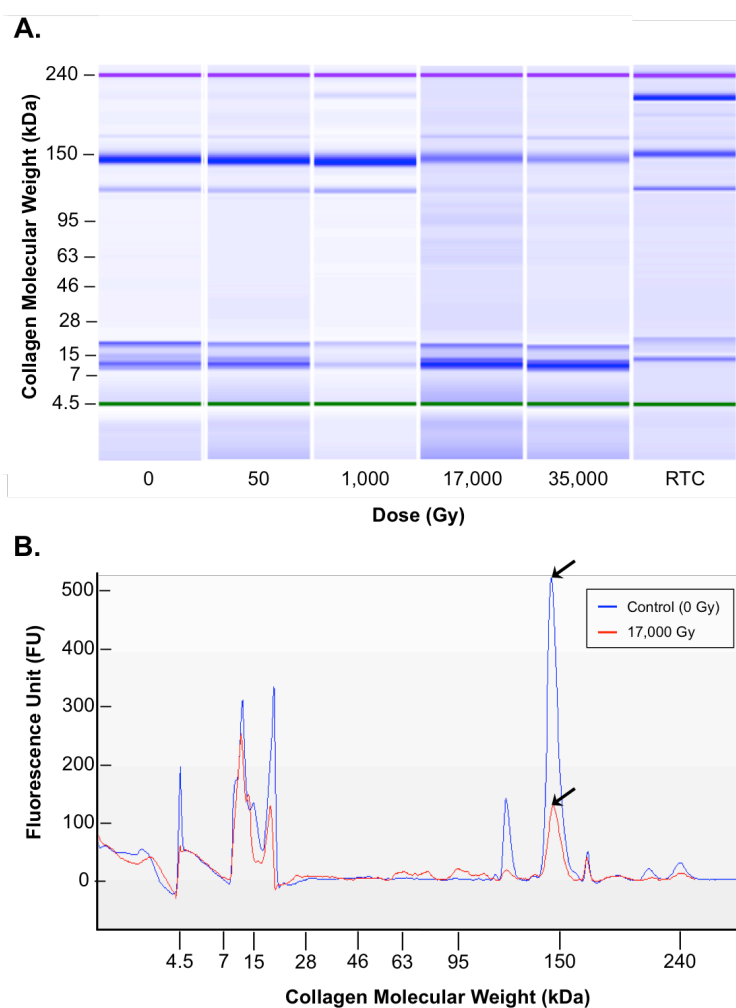 A.
Collagen Molecular Weight (kDa)
240
150
95
63
46
28
15
7
4.5
0 50 1,000 17,000 35,000 RTC
Dose (Gy)
B.
Fluorescence Unit (FU)
500
400
300
200
100
0
Control (0 Gy)
17,000 Gy
4.5 7 15 28 46 63 95 150 240
Collagen Molecular Weight (kDa)